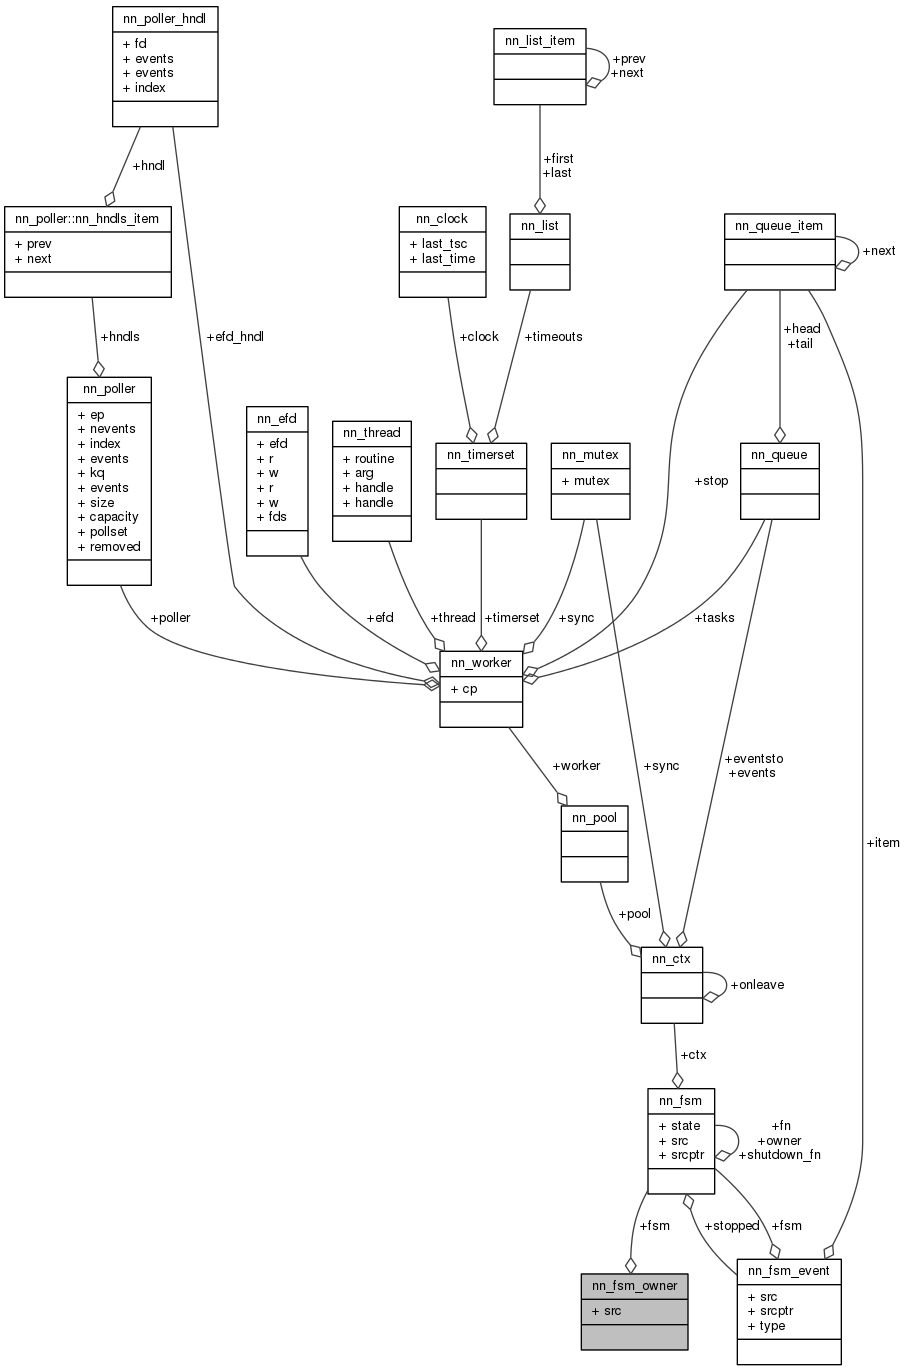 nn_poller_hndl
+ fd
+ events
+ events
+ index
nn_list_item
+prev
+next
+hndl
+first
+last
nn_poller::nn_hndls_item
+ prev
+ next
nn_clock
+ last_tsc
+ last_time
nn_list
nn_queue_item
+next
+hndls
+efd_hndl
+clock
+timeouts
+head
+tail
nn_poller
+ ep
+ nevents
+ index
+ events
+ kq
+ events
+ size
+ capacity
+ pollset
+ removed
nn_efd
+ efd
+ r
+ w
+ r
+ w
+ fds
nn_thread
+ routine
+ arg
+ handle
+ handle
nn_timerset
nn_mutex
+ mutex
+stop
nn_queue
+poller
+efd
+thread
+timerset
+sync
+tasks
nn_worker
+ cp
+worker
+sync
+eventsto
+events
nn_pool
+item
+pool
nn_ctx
+onleave
+ctx
nn_fsm
+ state
+ src
+ srcptr
+fn
+owner
+shutdown_fn
+fsm
+stopped
+fsm
nn_fsm_owner
+ src
nn_fsm_event
+ src
+ srcptr
+ type